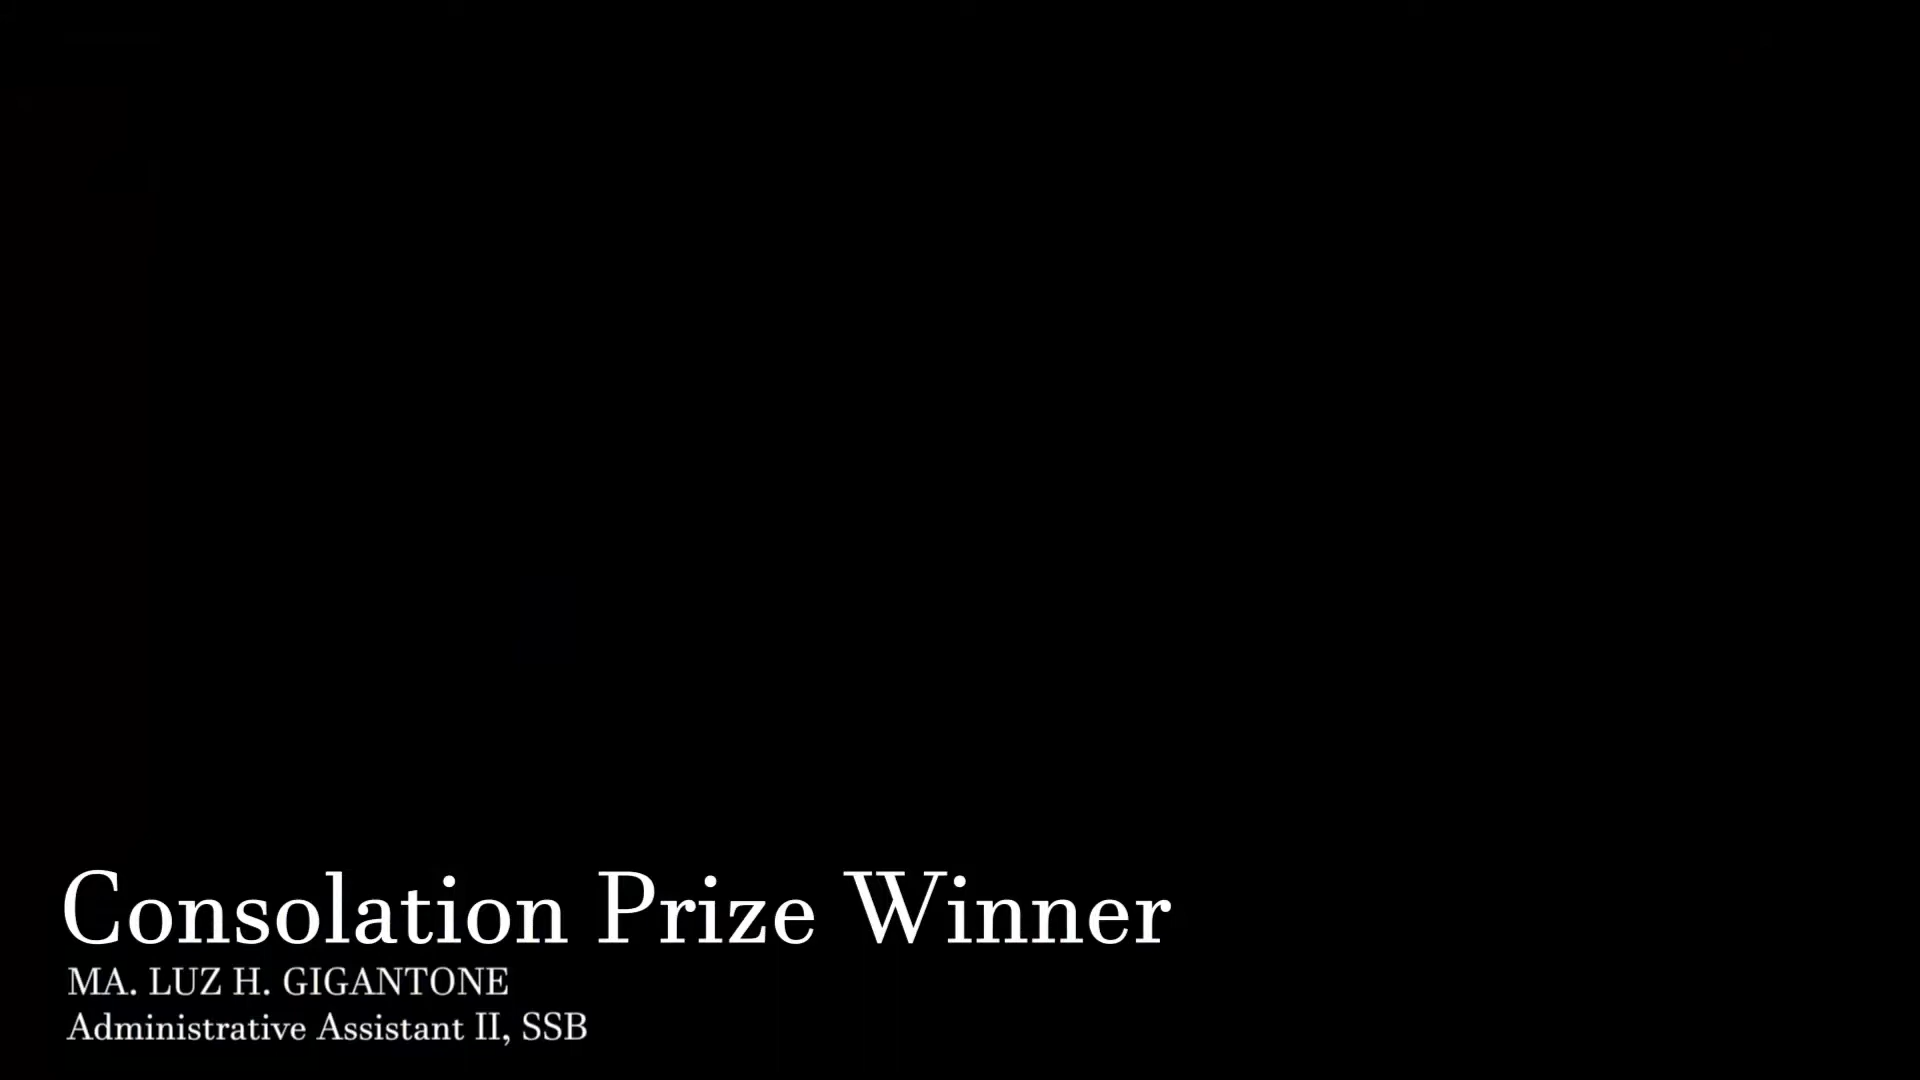 Consolation Prize Winner
MA. LUZ H. GIGANTONE
Administrative Assistant II, SSB